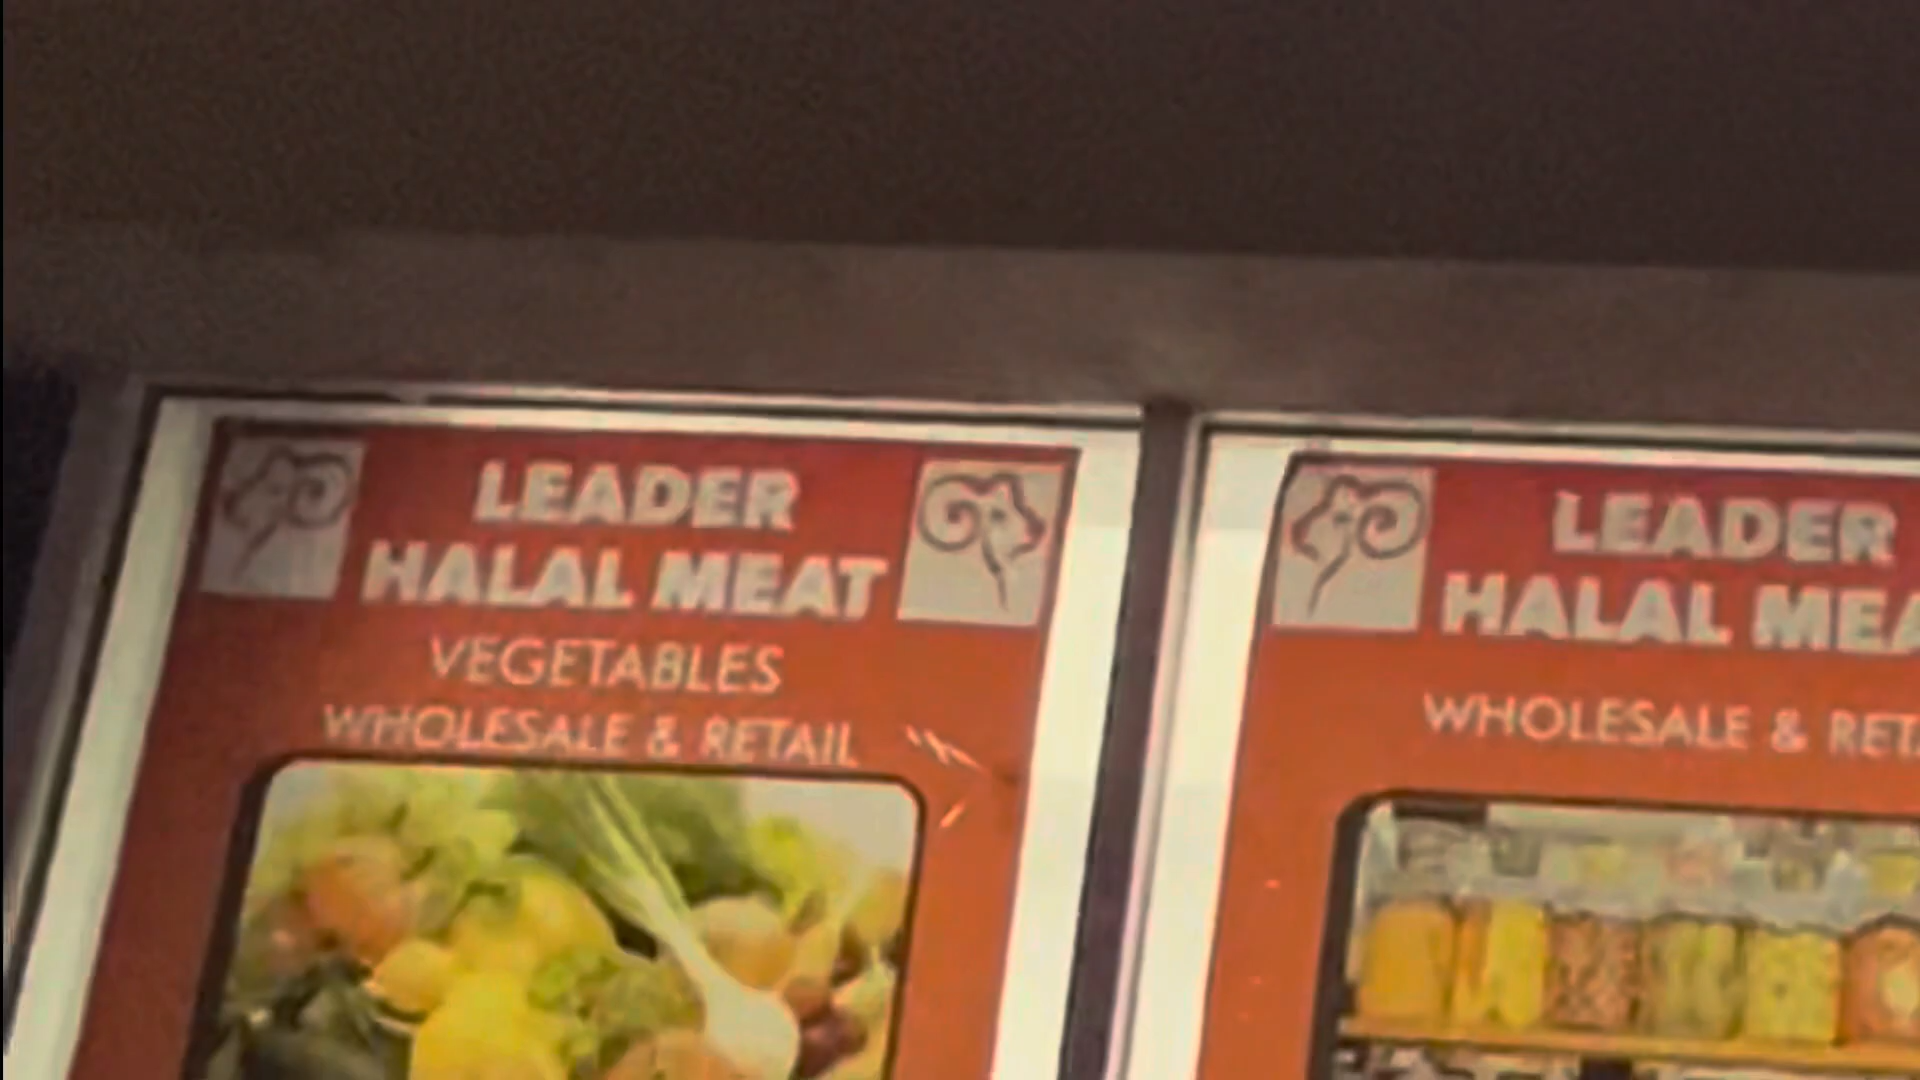 LEADER
HALAL MEAT
VEGETABLES
WHOLESALE & RETAIL
LEADER
HALAL MEA
WHOLESALE & RETA